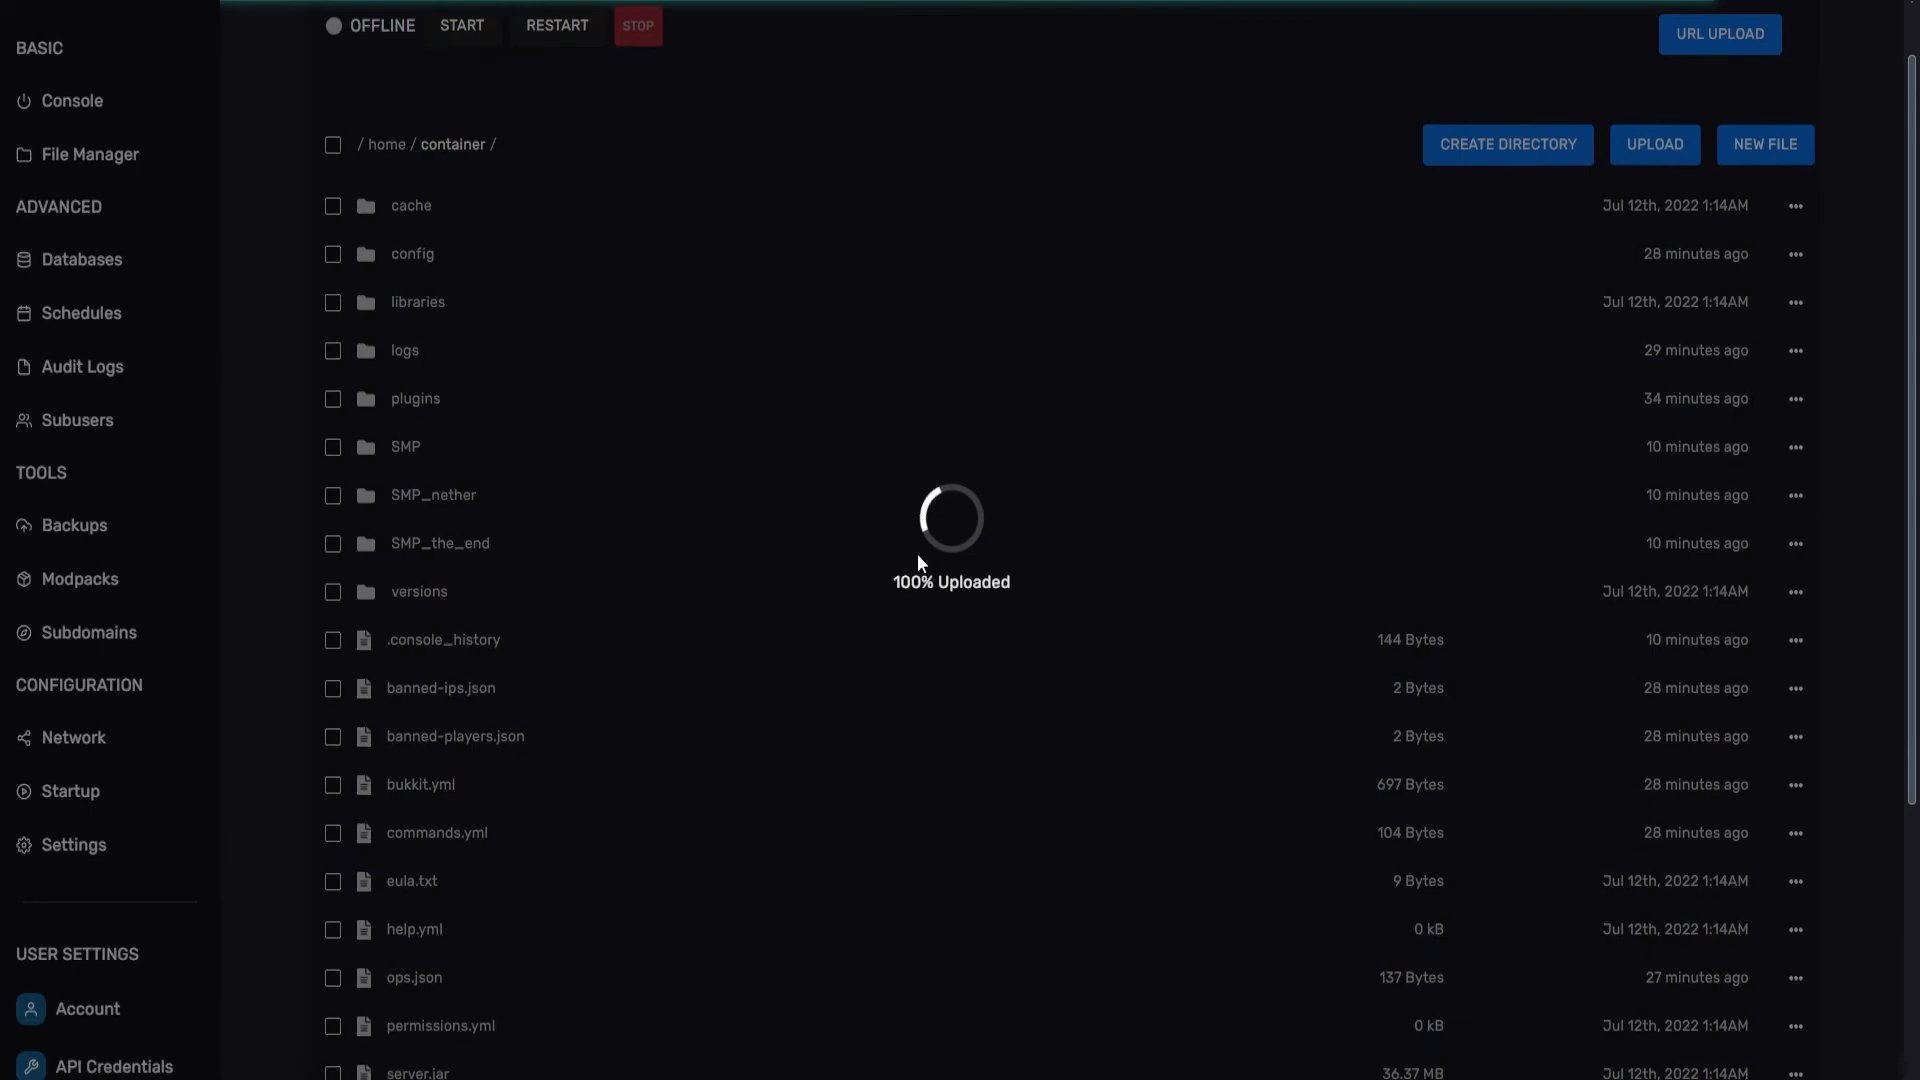 BASIC
Console
File Manager
ADVANCED
Databases
Schedules
Audit Logs
Subusers
TOOLS
Backups
Modpacks
Subdomains
CONFIGURATION
Network
Startup
Settings
USER SETTINGS
Account
API Credentials
OFFLINE START RESTART STOP
URL UPLOAD
/ home / container /
CREATE DIRECTORY UPLOAD NEW FILE
cache Jul 12th, 2022 1:14AM
config 28 minutes ago
libraries Jul 12th, 2022 1:14AM
logs 29 minutes ago
plugins 34 minutes ago
SMP 10 minutes ago
SMP_nether 10 minutes ago
SMP_the_end 10 minutes ago
100% Uploaded
versions Jul 12th, 2022 1:14AM
.console_history 144 Bytes 10 minutes ago
banned-ips.json 2 Bytes 28 minutes ago
banned-players.json 2 Bytes 28 minutes ago
bukkit.yml 697 Bytes 28 minutes ago
commands.yml 104 Bytes 28 minutes ago
eula.txt 9 Bytes Jul 12th, 2022 1:14AM
help.yml 0 kB Jul 12th, 2022 1:14AM
ops.json 137 Bytes 27 minutes ago
permissions.yml 0 kB Jul 12th, 2022 1:14AM
server.jar 36.37 MB Jul 12th, 2022 1:14AM